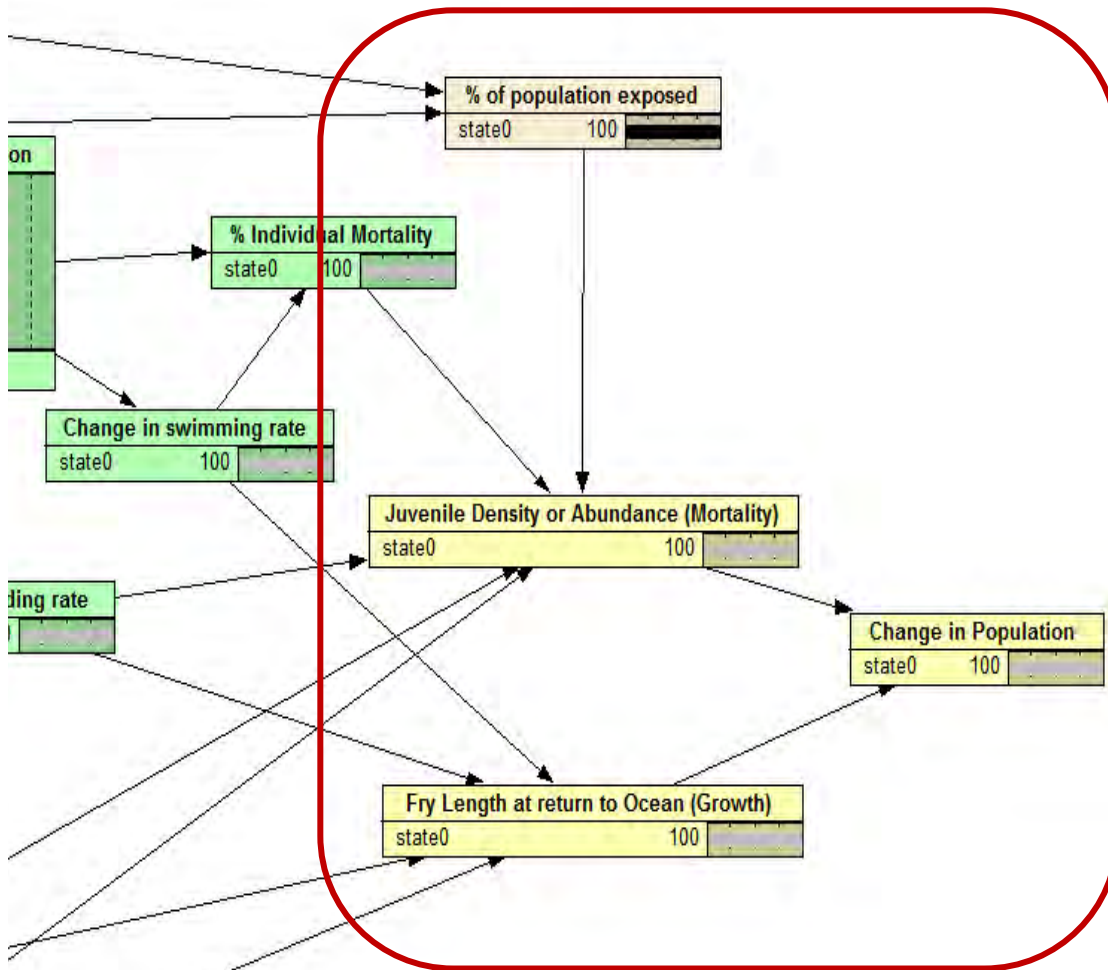 % of population exposed
state0 100
on
% Individual Mortality
state0 100
Change in swimming rate
state0 100
Juvenile Density or Abundance (Mortality)
state0 100
ding rate
Change in Population
state0 100
Fry Length at return to Ocean (Growth)
state0 100